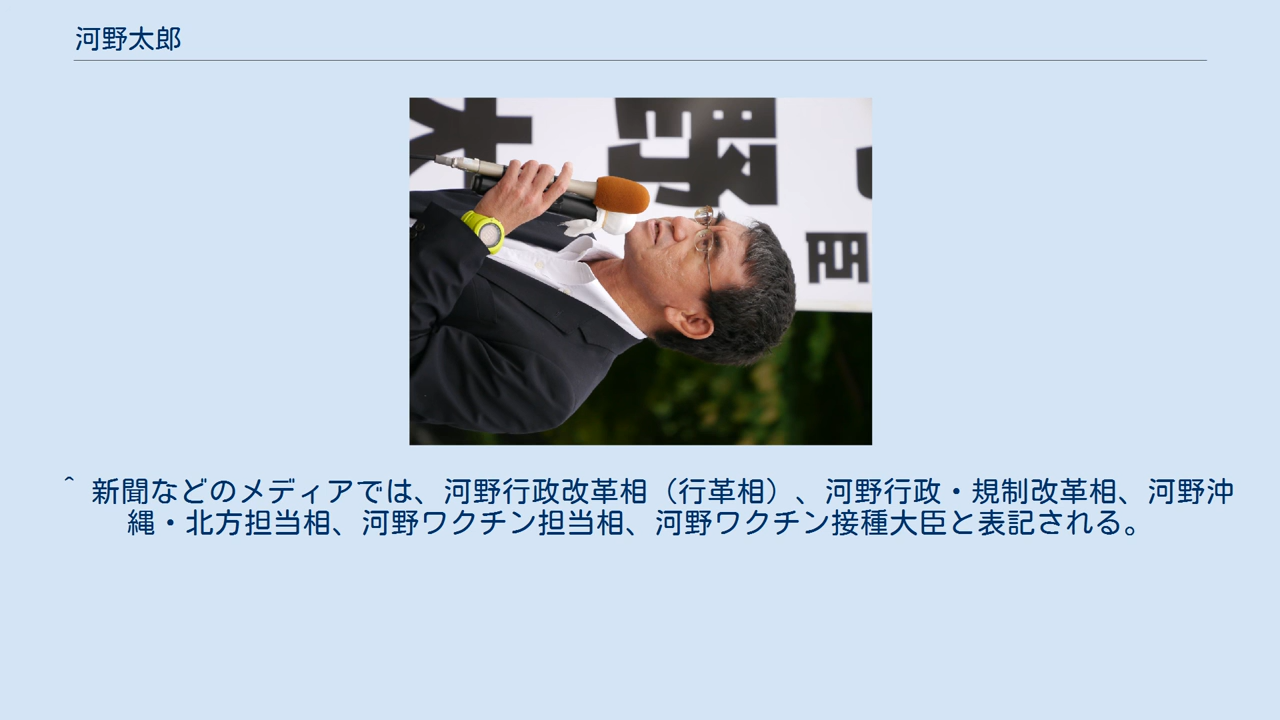 河野太郎
太
野
臣
^ 新聞などのメディアでは、河野行政改革相（行革相）、河野行政・規制改革相、河野沖
縄・北方担当相、河野ワクチン担当相、河野ワクチン接種大臣と表記される。